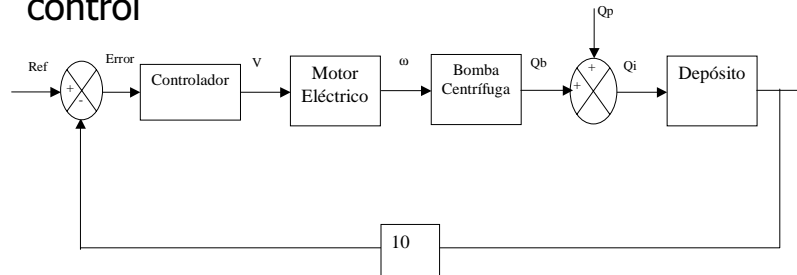 control
Qp
Ref
Error
Controlador
V
Motor
Eléctrico
ω
Bomba
Centrífuga
Qb
Qi
Depósito
+
-
+
+
10